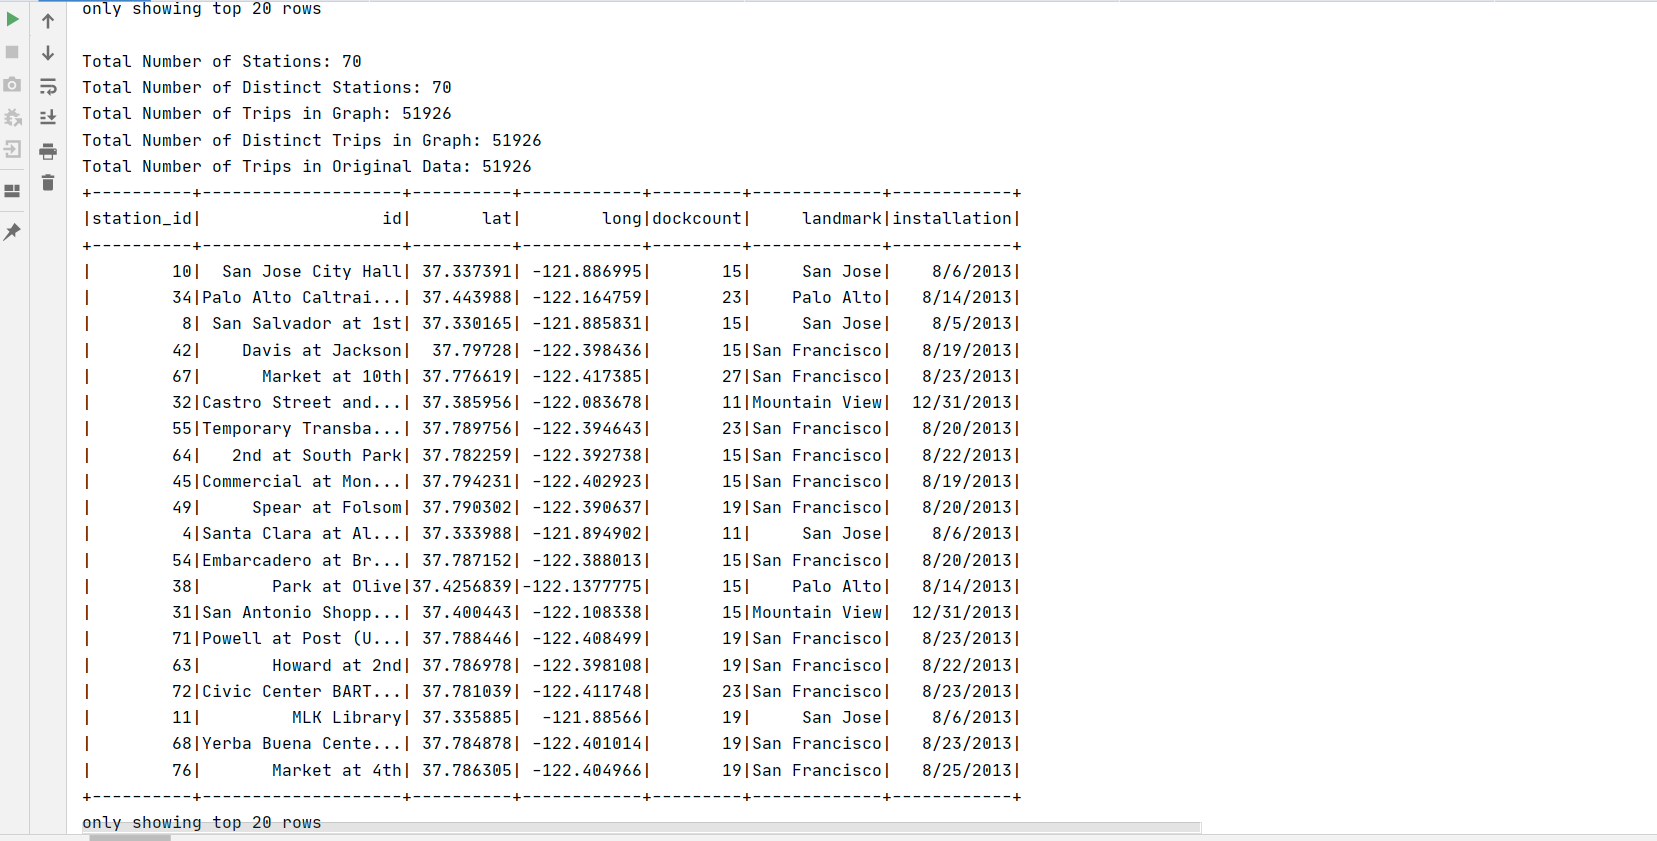 only showing top 20 rows
Total Number of Stations: 70
Total Number of Distinct Stations: 70
Total Number of Trips in Graph: 51926
Total Number of Distinct Trips in Graph: 51926
Total Number of Trips in Original Data: 51926
+----------+--------------------+----------+------------+---------+-------------+------------+
|station_id|                  id|       lat|        long|dockcount|     landmark|installation|
+----------+--------------------+----------+------------+---------+-------------+------------+
|        10|  San Jose City Hall| 37.337391| -121.886995|       15|     San Jose|    8/6/2013|
|        34|Palo Alto Caltrai...| 37.443988| -122.164759|       23|    Palo Alto|   8/14/2013|
|         8| San Salvador at 1st| 37.330165| -121.885831|       15|     San Jose|    8/5/2013|
|        42|    Davis at Jackson|  37.79728| -122.398436|       15|San Francisco|   8/19/2013|
|        67|      Market at 10th| 37.776619| -122.417385|       27|San Francisco|   8/23/2013|
|        32|Castro Street and...| 37.385956| -122.083678|       11|Mountain View|  12/31/2013|
|        55|Temporary Transba...| 37.789756| -122.394643|       23|San Francisco|   8/20/2013|
|        64|   2nd at South Park| 37.782259| -122.392738|       15|San Francisco|   8/22/2013|
|        45|Commercial at Mon...| 37.794231| -122.402923|       15|San Francisco|   8/19/2013|
|        49|     Spear at Folsom| 37.790302| -122.390637|       19|San Francisco|   8/20/2013|
|         4|Santa Clara at Al...| 37.333988| -121.894902|       11|     San Jose|    8/6/2013|
|        54|Embarcadero at Br...| 37.787152| -122.388013|       15|San Francisco|   8/20/2013|
|        38|       Park at Olive|37.4256839|-122.1377775|       15|    Palo Alto|   8/14/2013|
|        31|San Antonio Shopp...| 37.400443| -122.108338|       15|Mountain View|  12/31/2013|
|        71|Powell at Post (U...| 37.788446| -122.408499|       19|San Francisco|   8/23/2013|
|        63|       Howard at 2nd| 37.786978| -122.398108|       19|San Francisco|   8/22/2013|
|        72|Civic Center BART...| 37.781039| -122.411748|       23|San Francisco|   8/23/2013|
|        11|         MLK Library| 37.335885|  -121.88566|       19|     San Jose|    8/6/2013|
|        68|Yerba Buena Cente...| 37.784878| -122.401014|       19|San Francisco|   8/23/2013|
|        76|       Market at 4th| 37.786305| -122.404966|       19|San Francisco|   8/25/2013|
+----------+--------------------+----------+------------+---------+-------------+------------+
only showing top 20 rows